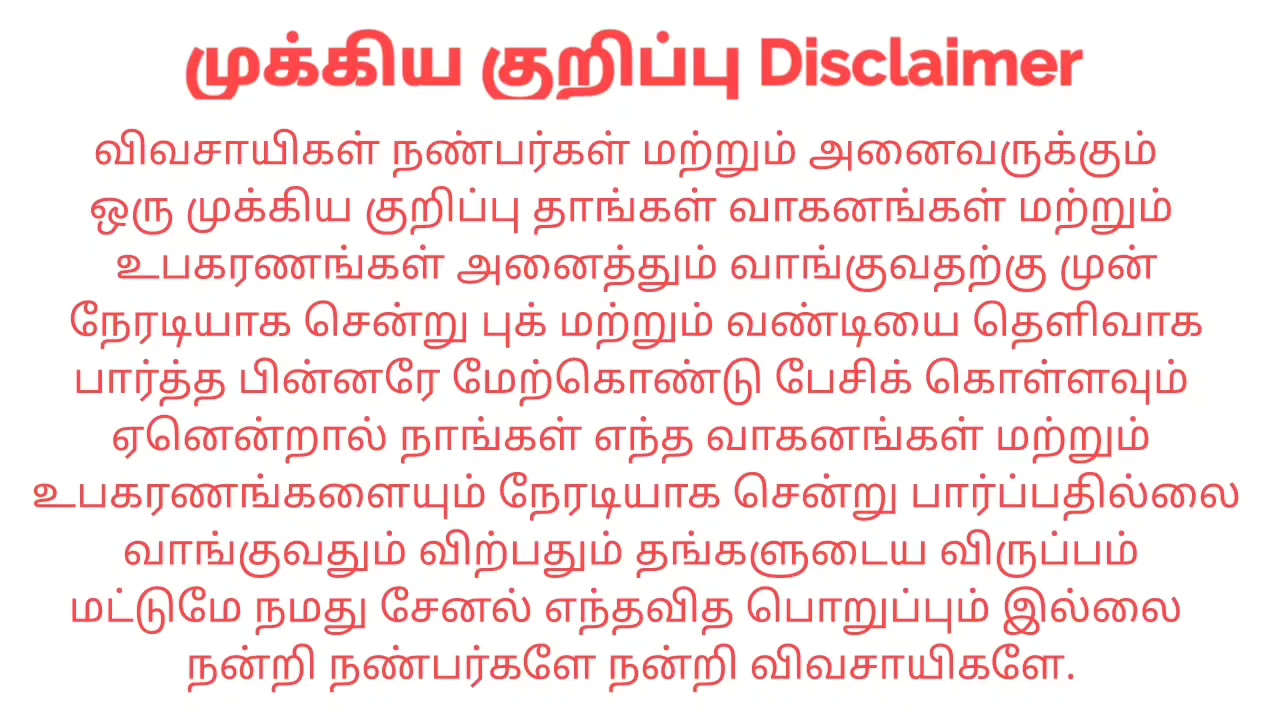 முக்கிய குறிப்பு Disclaimer
விவசாயிகள் நண்பர்கள் மற்றும் அனைவருக்கும்
ஒரு முக்கிய குறிப்பு தாங்கள் வாகனங்கள் மற்றும்
உபகரணங்கள் அனைத்தும் வாங்குவதற்கு முன்
நேரடியாக சென்று புக் மற்றும் வண்டியை தெளிவாக
பார்த்த பின்னரே மேற்கொண்டு பேசிக் கொள்ளவும்
ஏனென்றால் நாங்கள் எந்த வாகனங்கள் மற்றும்
உபகரணங்களையும் நேரடியாக சென்று பார்ப்பதில்லை
வாங்குவதும் விற்பதும் தங்களுடைய விருப்பம்
மட்டுமே நமது சேனல் எந்தவித பொறுப்பும் இல்லை
நன்றி நண்பர்களே நன்றி விவசாயிகளே.